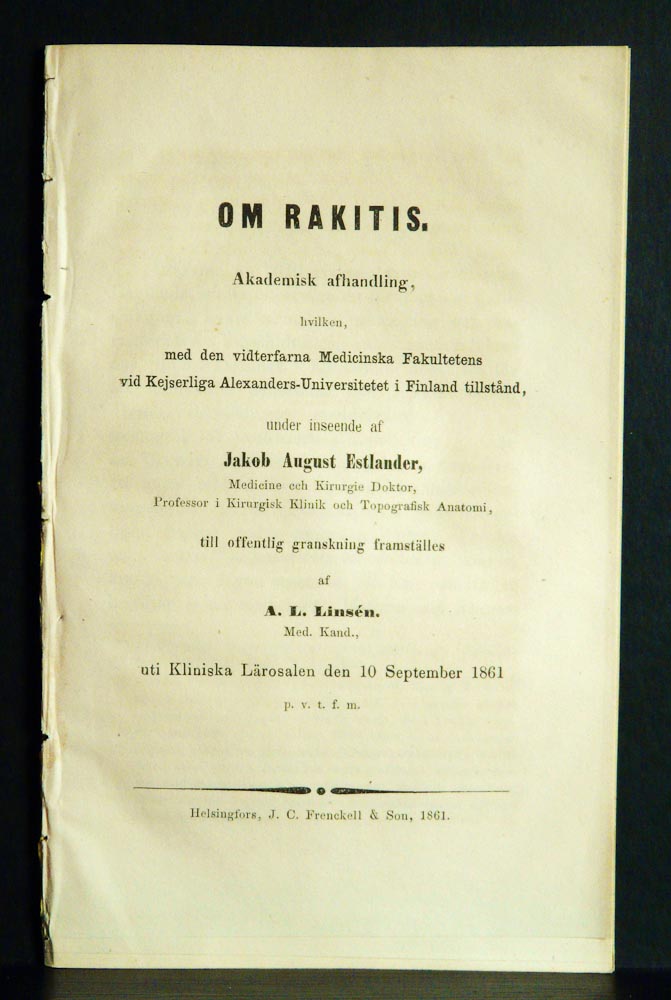 OM RAKITIS.
Akademisk afhandling,
hvilken,
med den vidterfarna Medicinska Fakultetens
vid Kejserliga Alexanders-Universitetet i Finland tillstånd,
under inseende af
Jakob August Estlander,
Medicine och Kirurgie Doktor,
Professor i Kirurgisk Klinik och Topografisk Anatomi,
till offentlig granskning framställes
af
A. L. Linsén.
Med. Kand.,
uti Kliniska Lärosalen den 10 September 1861
p. v. t. f. m.
Helsingfors, J. C. Frenckell & Son, 1861.